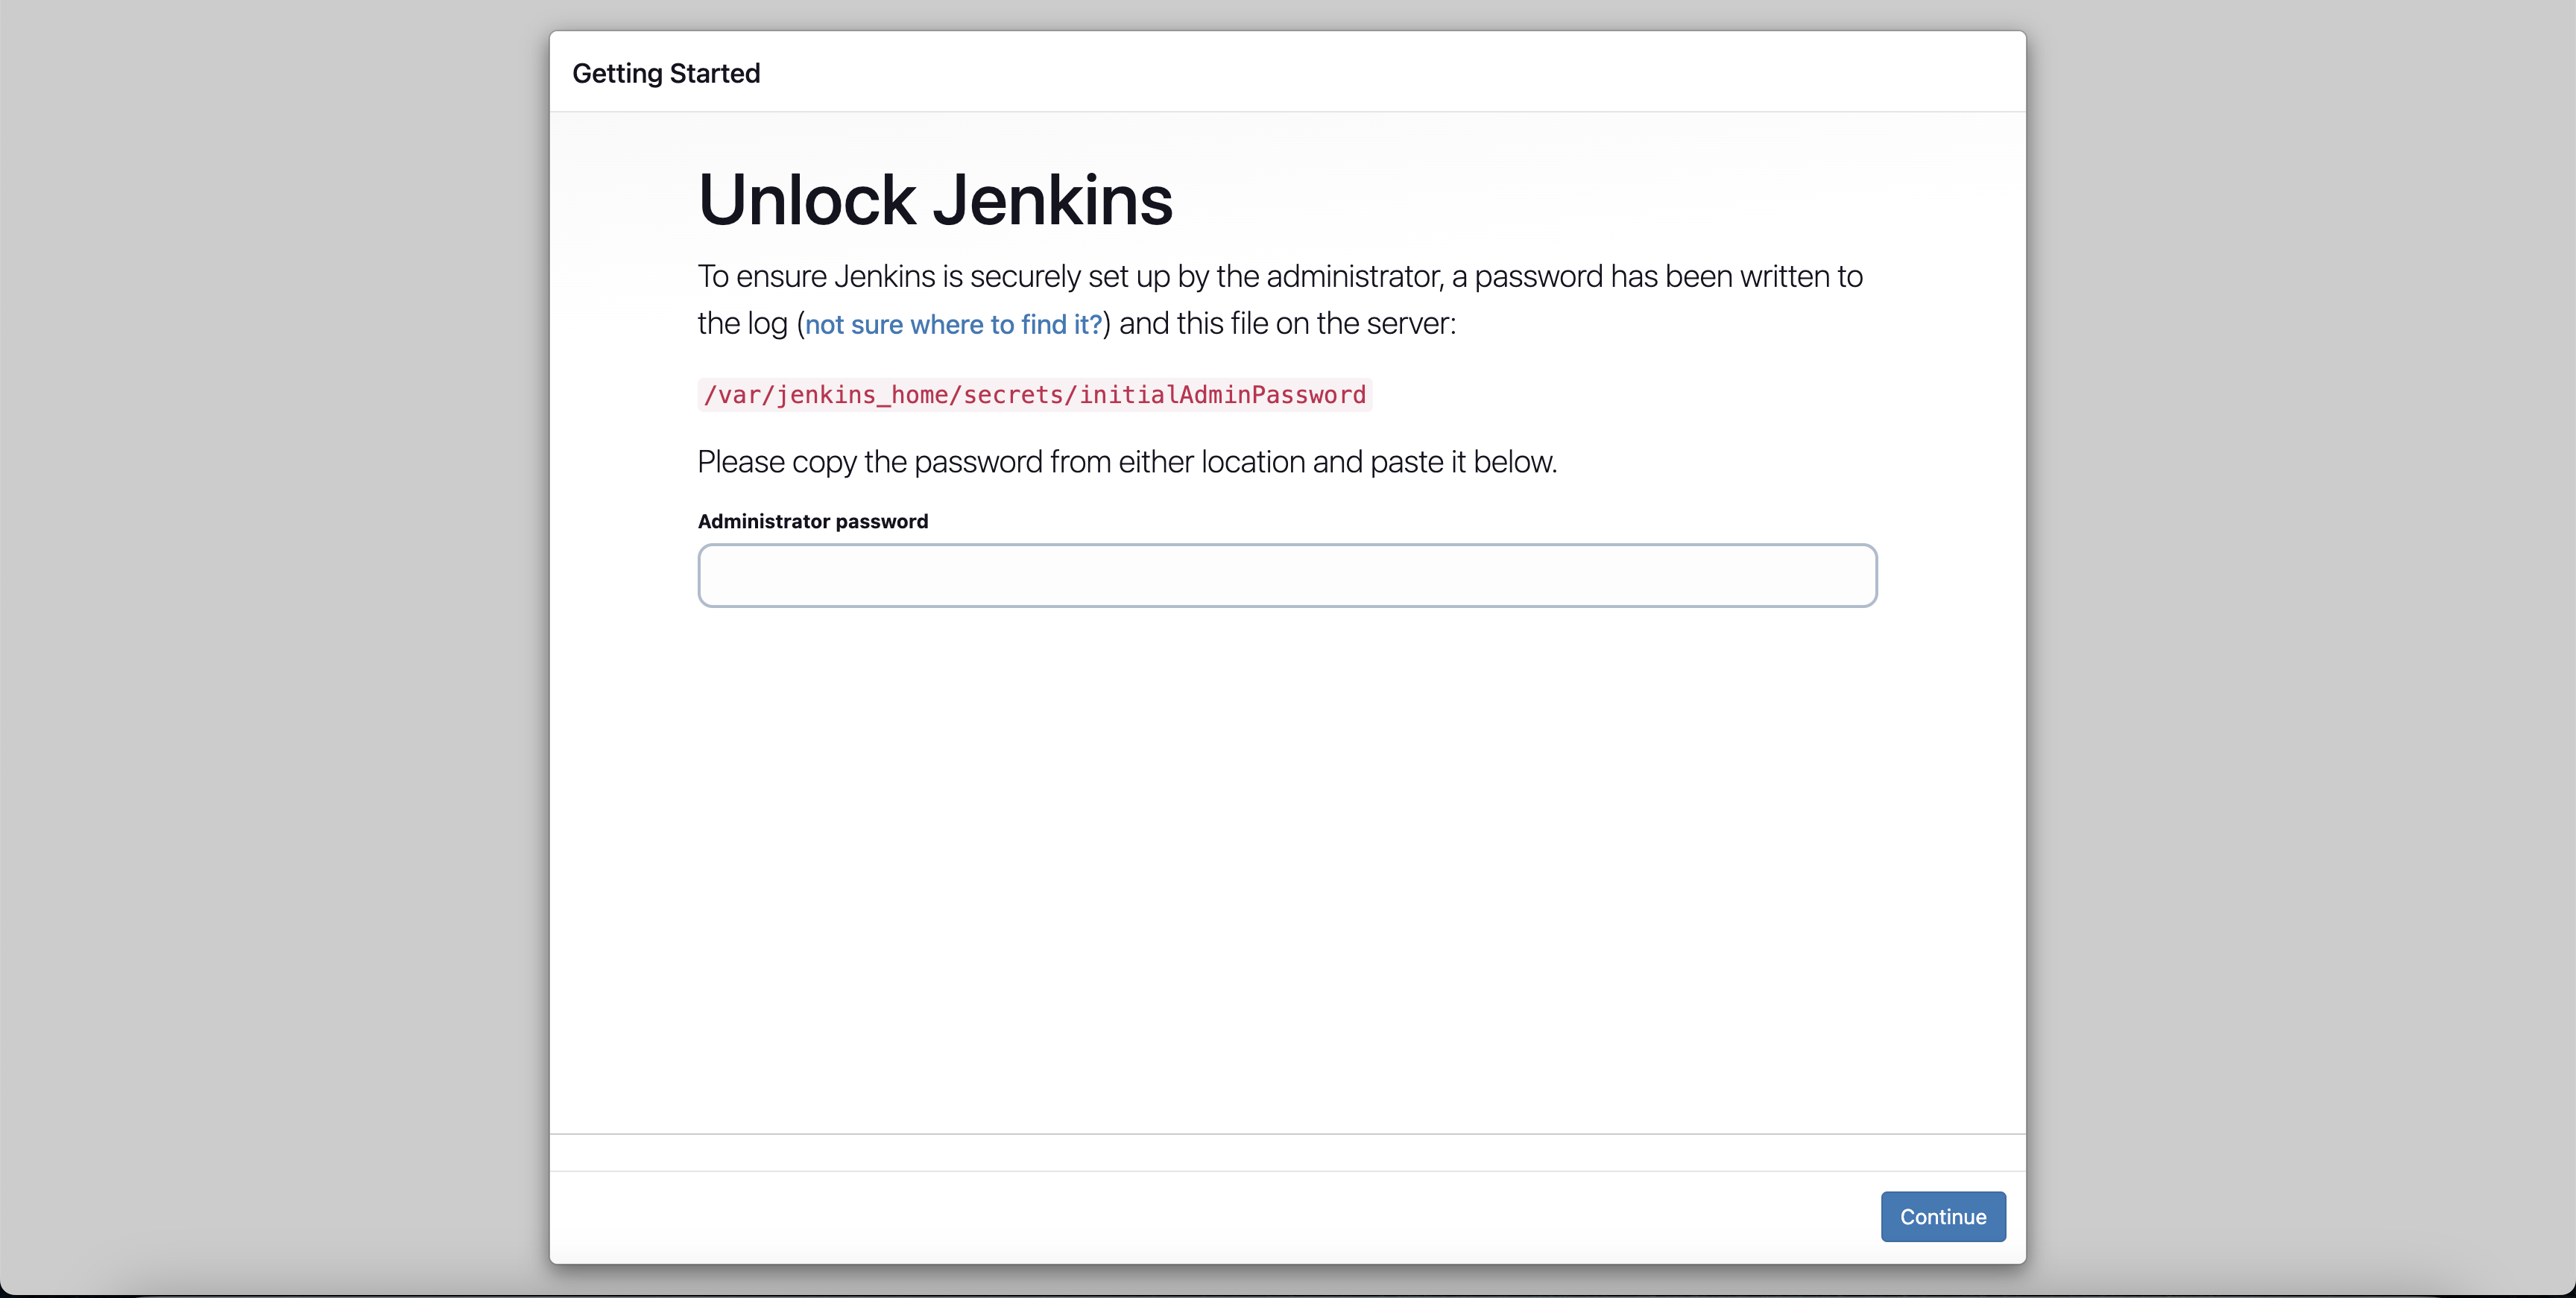 Getting Started
Unlock Jenkins
To ensure Jenkins is securely set up by the administrator, a password has been written to
the log (not sure where to find it?) and this file on the server:
/var/jenkins_home/secrets/initialAdminPassword
Please copy the password from either location and paste it below.
Administrator password
Continue